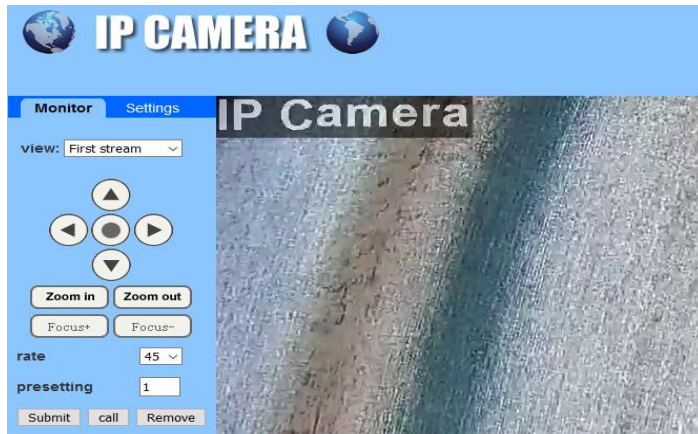 IP CAMERA
Monitor Settings
IP Camera
view: First stream
Zoom in Zoom out
Focus+ Focus-
rate 45
presetting 1
Submit call Remove